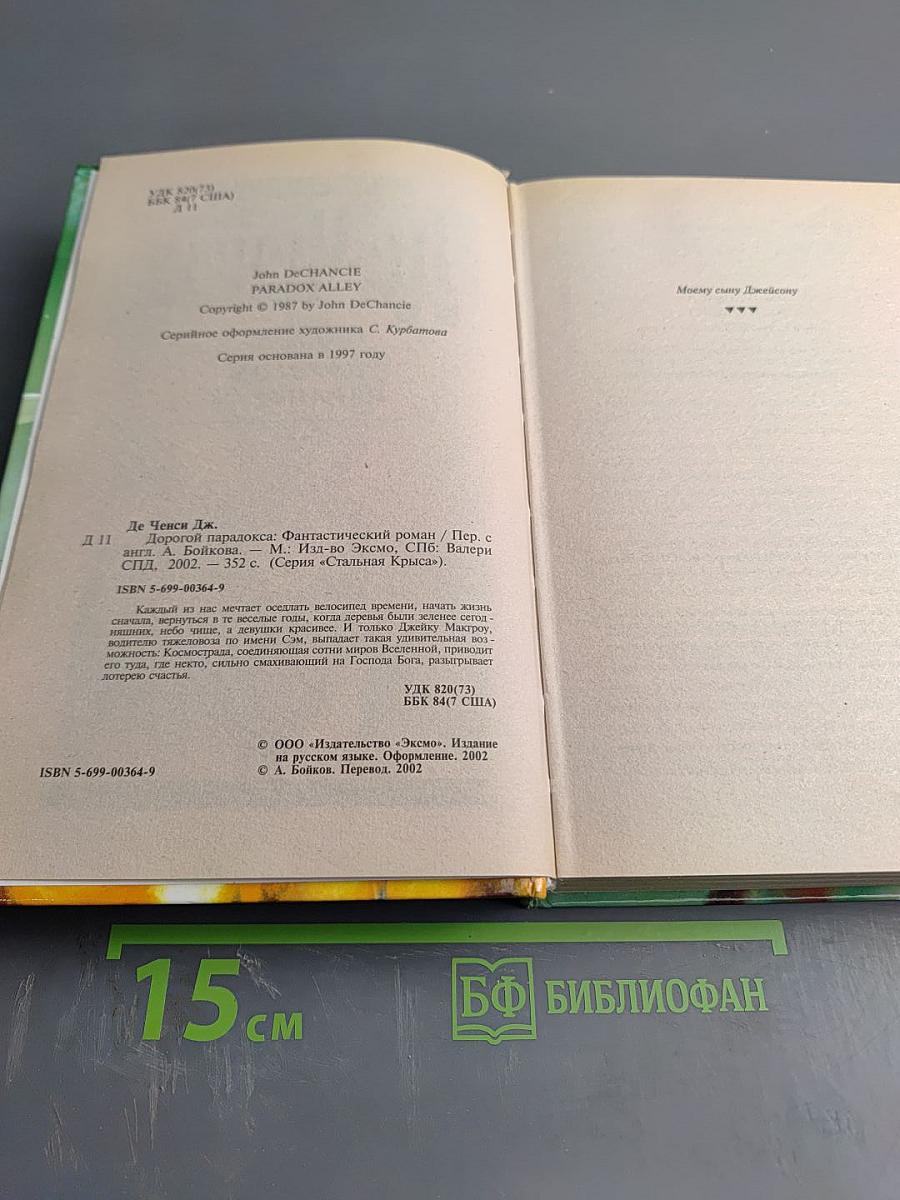 УДК 820(73)
ББК 84(7 США)
Д 11
John DeCHANCIE
PARADOX ALLEY
Copyright © 1987 by John DeChancie
Серийное оформление художника С. Курбатова
Серия основана в 1997 году
Де Ченси Дж.
Д 11 Дорогой парадокса: Фантастический роман / Пер. с
англ. А. Бойкова. — М.: Изд-во Эксмо, СПб: Валери
СПД, 2002. — 352 с. (Серия «Стальная Крыса»).
ISBN 5-699-00364-9
Каждый из нас мечтает оседлать велосипед времени, начать жизнь
сначала, вернуться в те веселые годы, когда деревья были зеленее сегод-
няшних, небо чище, а девушки красивее. И только Джейку Макгроу,
водителю тяжеловоза по имени Сэм, выпадает такая удивительная воз-
можность: Космострада, соединяющая сотни миров Вселенной, приводит
его туда, где некто, сильно смахивающий на Господа Бога, разыгрывает
лотерею счастья.
УДК 820(73)
ББК 84(7 США)
© ООО «Издательство «Эксмо». Издание
на русском языке. Оформление. 2002
ISBN 5-699-00364-9 © А. Бойков. Перевод. 2002
Моему сыну Джейсону
15 см
БФ БИБЛИОФАН